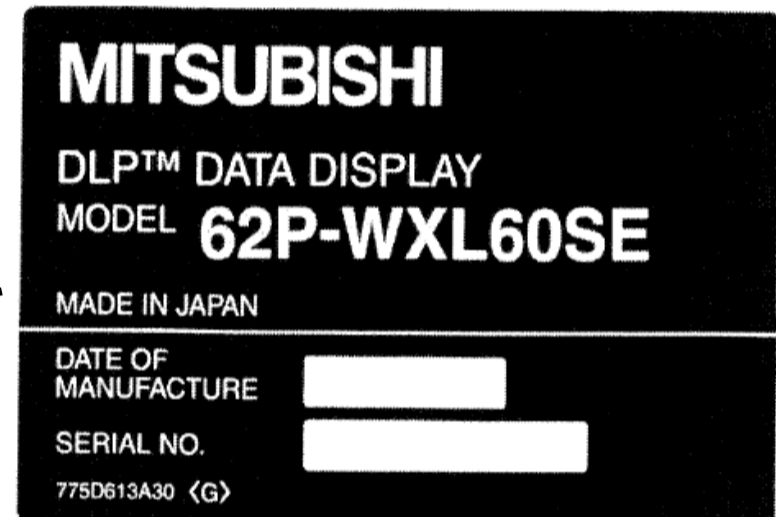 MITSUBISHI
DLP™ DATA DISPLAY
MODEL 62P-WXL60SE
MADE IN JAPAN
DATE OF
MANUFACTURE
SERIAL NO.
775D613A30 〈G〉